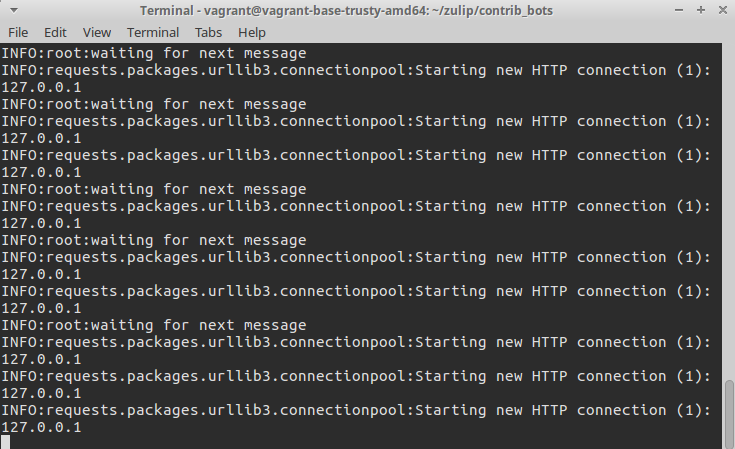 Terminal - vagrant@vagrant-base-trusty-amd64: ~/zulip/contrib_bots
File Edit View Terminal Tabs Help
INFO:root:waiting for next message
INFO:requests.packages.urllib3.connectionpool:Starting new HTTP connection (1):
127.0.0.1
INFO:root:waiting for next message
INFO:requests.packages.urllib3.connectionpool:Starting new HTTP connection (1):
127.0.0.1
INFO:requests.packages.urllib3.connectionpool:Starting new HTTP connection (1):
127.0.0.1
INFO:root:waiting for next message
INFO:requests.packages.urllib3.connectionpool:Starting new HTTP connection (1):
127.0.0.1
INFO:root:waiting for next message
INFO:requests.packages.urllib3.connectionpool:Starting new HTTP connection (1):
127.0.0.1
INFO:requests.packages.urllib3.connectionpool:Starting new HTTP connection (1):
127.0.0.1
INFO:root:waiting for next message
INFO:requests.packages.urllib3.connectionpool:Starting new HTTP connection (1):
127.0.0.1
INFO:requests.packages.urllib3.connectionpool:Starting new HTTP connection (1):
127.0.0.1
INFO:requests.packages.urllib3.connectionpool:Starting new HTTP connection (1):
127.0.0.1